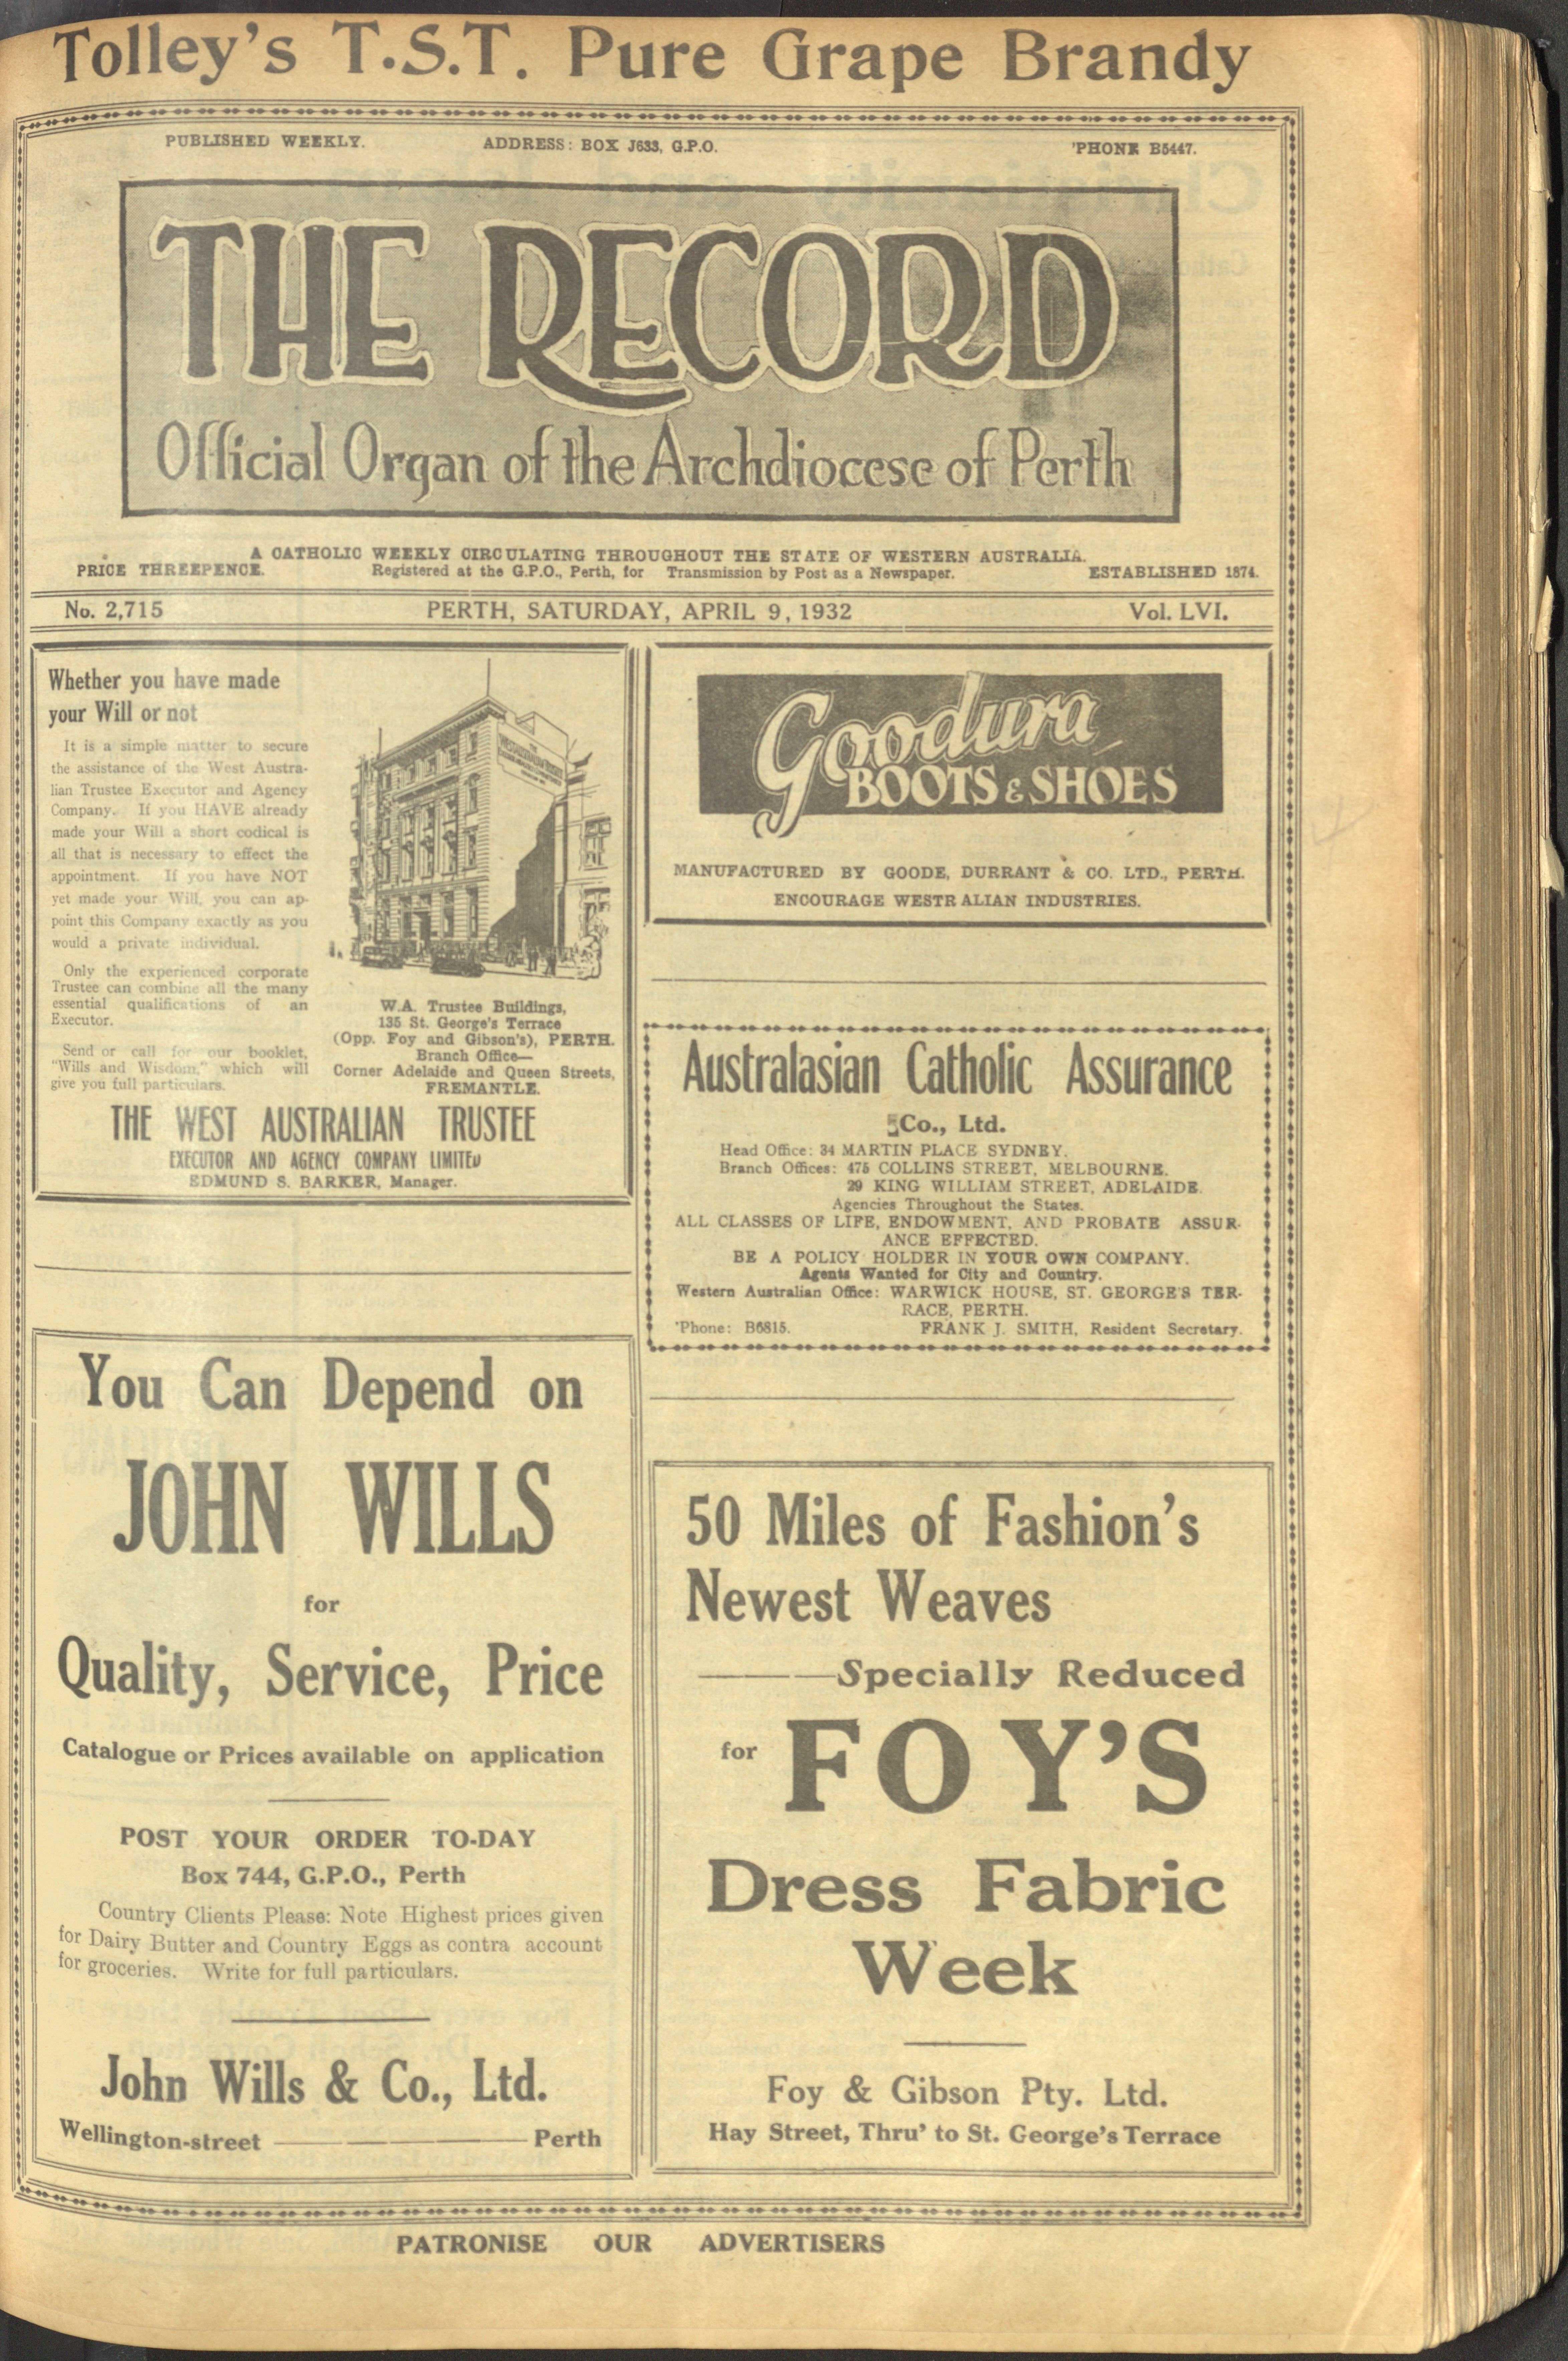 Tolley's T.S.T. Pure Grape Brandy
PUBLISHED WEEKLY. ADDRESS: BOX J633, G.P.O. 'PHONE B5447.
THE RECORD
Official Organ of the Archdiocese of Perth
A CATHOLIC WEEKLY CIRCULATING THROUGHOUT THE STATE OF WESTERN AUSTRALIA.
PRICE THREEPENCE. Registered at the G.P.O., Perth, for Transmission by Post as a Newspaper. ESTABLISHED 1874.
No. 2,715 PERTH, SATURDAY, APRIL 9, 1932 Vol. LVI.
Whether you have made
your Will or not
It is a simple matter to secure
the assistance of the West Austra-
lian Trustee Executor and Agency
Company. If you HAVE already
made your Will a short codical is
all that is necessary to effect the
appointment. If you have NOT
yet made your Will, you can ap-
point this Company exactly as you
would a private individual.
Only the experienced corporate
Trustee can combine all the many
essential qualifications of an
Executor.
Send or call for our booklet,
"Wills and Wisdom," which will
give you full particulars.
W.A. Trustee Buildings,
135 St. George's Terrace
(Opp. Foy and Gibson's), PERTH.
Branch Office—
Corner Adelaide and Queen Streets,
FREMANTLE.
THE WEST AUSTRALIAN TRUSTEE
EXECUTOR AND AGENCY COMPANY LIMITED
EDMUND S. BARKER, Manager.
You Can Depend on
JOHN WILLS
for
Quality, Service, Price
Catalogue or Prices available on application
POST YOUR ORDER TO-DAY
Box 744, G.P.O., Perth
Country Clients Please: Note Highest prices given
for Dairy Butter and Country Eggs as contra account
for groceries. Write for full particulars.
John Wills & Co., Ltd.
Wellington-street ——— Perth
Goodura
BOOTS & SHOES
MANUFACTURED BY GOODE, DURRANT & CO. LTD., PERTH.
ENCOURAGE WESTRALIAN INDUSTRIES.
Australasian Catholic Assurance
Co., Ltd.
Head Office: 34 MARTIN PLACE SYDNEY.
Branch Offices: 475 COLLINS STREET, MELBOURNE.
29 KING WILLIAM STREET, ADELAIDE.
Agencies Throughout the States.
ALL CLASSES OF LIFE, ENDOWMENT, AND PROBATE ASSUR-
ANCE EFFECTED.
BE A POLICY HOLDER IN YOUR OWN COMPANY.
Agents Wanted for City and Country.
Western Australian Office: WARWICK HOUSE, ST. GEORGE'S TER-
RACE, PERTH.
'Phone: B6815. FRANK J. SMITH, Resident Secretary.
50 Miles of Fashion's
Newest Weaves
———Specially Reduced
for FOY'S
Dress Fabric
Week
Foy & Gibson Pty. Ltd.
Hay Street, Thru' to St. George's Terrace
PATRONISE OUR ADVERTISERS